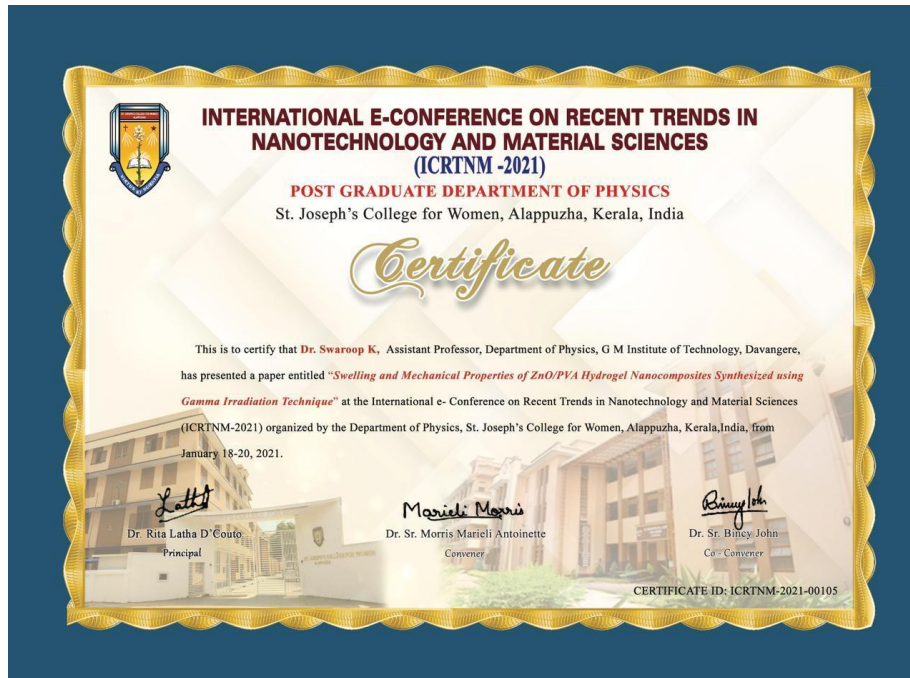 INTERNATIONAL E-CONFERENCE ON RECENT TRENDS IN
NANOTECHNOLOGY AND MATERIAL SCIENCES
(ICRTNM -2021)
POST GRADUATE DEPARTMENT OF PHYSICS
St. Joseph's College for Women, Alappuzha, Kerala, India
Certificate
This is to certify that Dr. Swaroop K, Assistant Professor, Department of Physics, G M Institute of Technology, Davangere,
has presented a paper entitled "Swelling and Mechanical Properties of ZnO/PVA Hydrogel Nanocomposites Synthesized using
Gamma Irradiation Technique" at the International e- Conference on Recent Trends in Nanotechnology and Material Sciences
(ICRTNM-2021) organized by the Department of Physics, St. Joseph's College for Women, Alappuzha, Kerala,India, from
January 18-20, 2021.
Latha
Marieli Morris
Bincy John
Dr. Rita Latha D'Couto
Dr. Sr. Morris Marieli Antoinette
Dr. Sr. Bincy John
Principal
Convener
Co - Convener
CERTIFICATE ID: ICRTNM-2021-00105